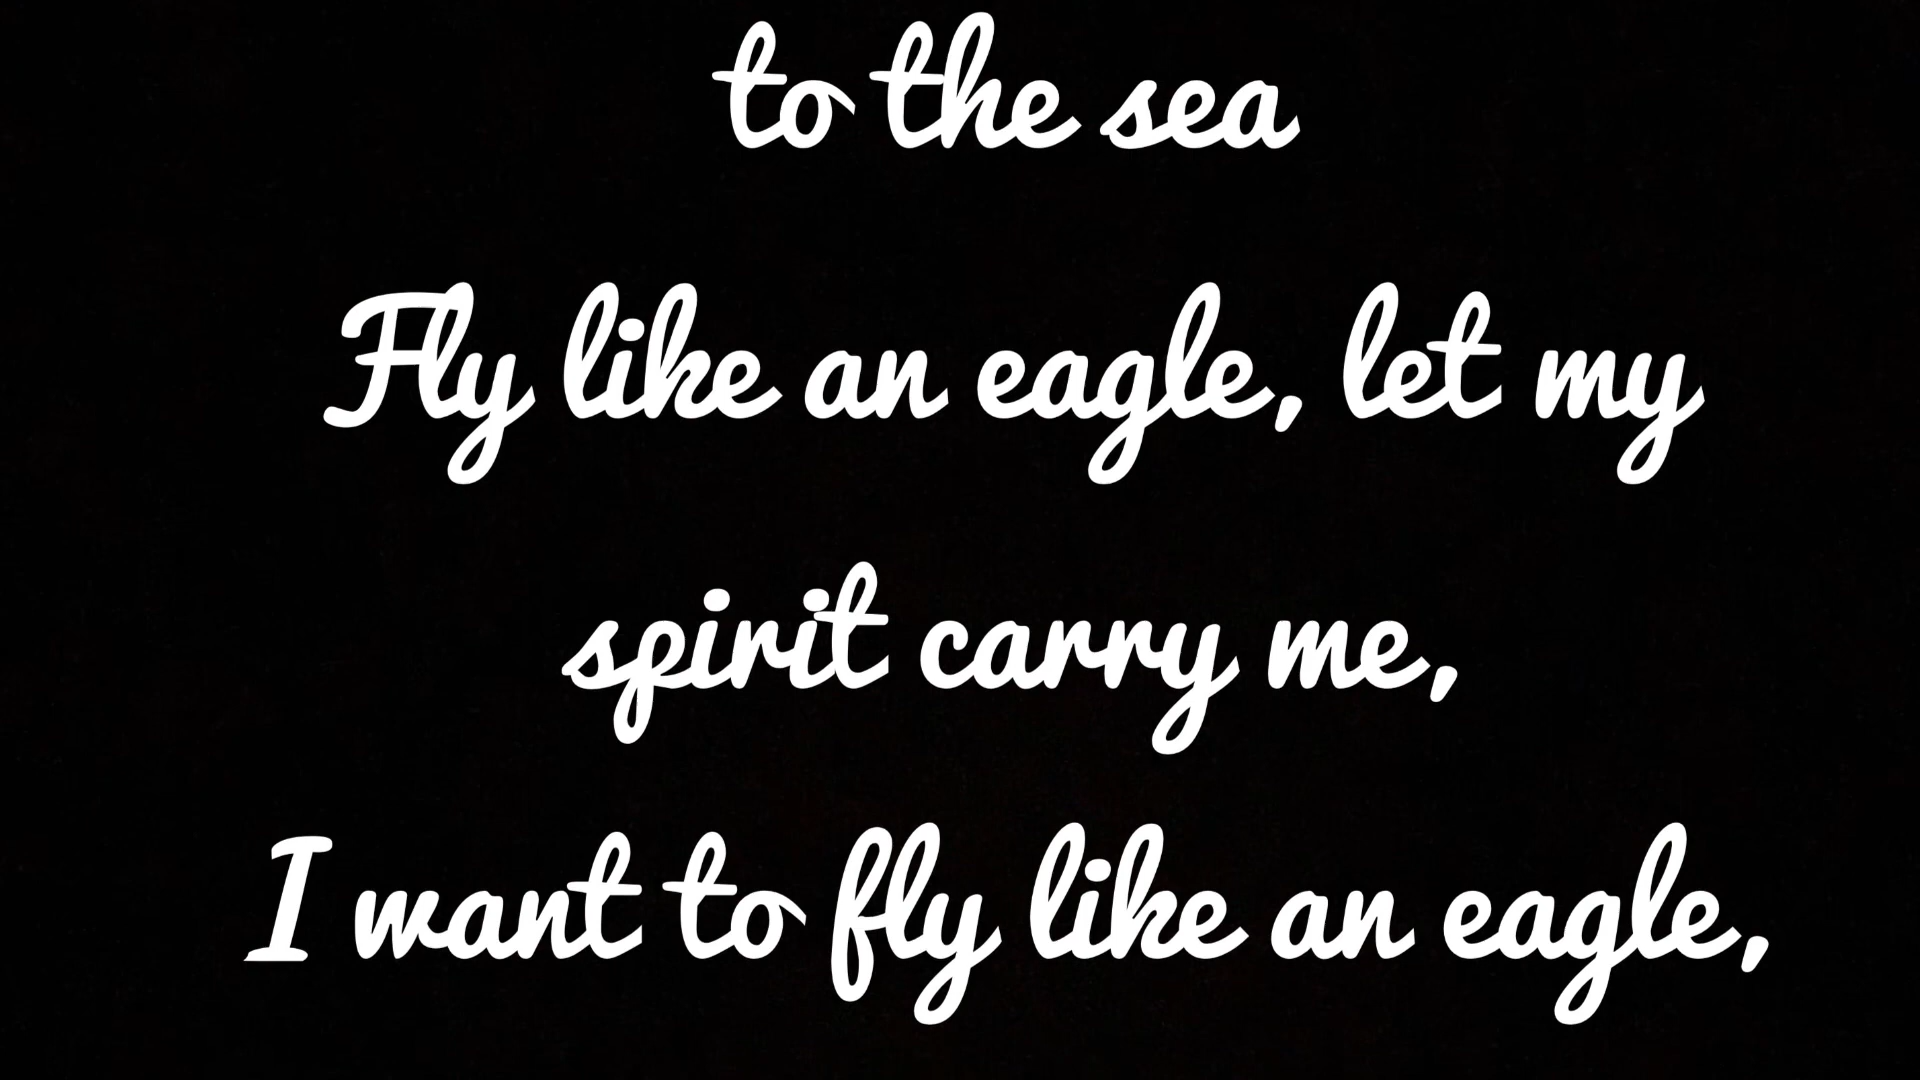 to the sea
Fly like an eagle, let my
spirit carry me,
I want to fly like an eagle,